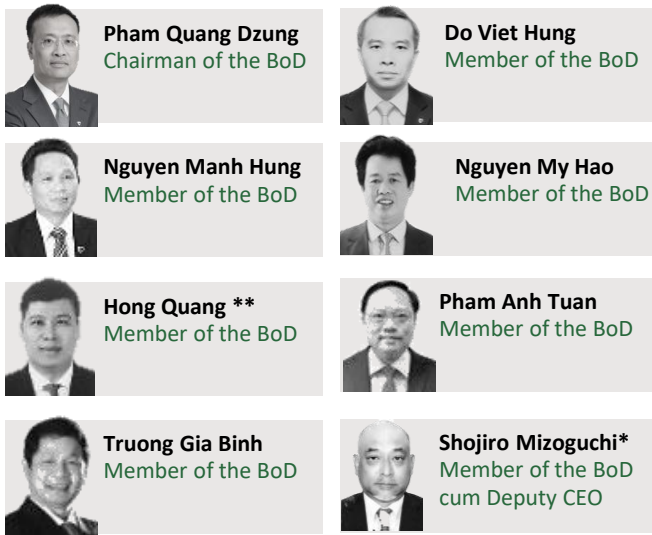 Pham Quang Dzung
Chairman of the BoD
Do Viet Hung
Member of the BoD
Nguyen Manh Hung
Member of the BoD
Nguyen My Hao
Member of the BoD
Hong Quang **
Member of the BoD
Pham Anh Tuan
Member of the BoD
Truong Gia Binh
Member of the BoD
Shojiro Mizoguchi*
Member of the BoD
cum Deputy CEO